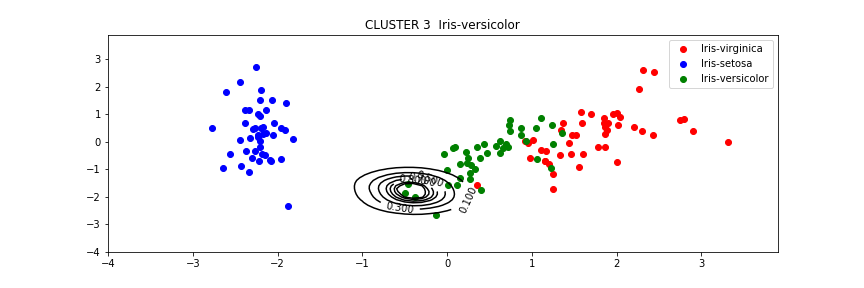 CLUSTER 3 Iris-versicolor
Iris-virginica
Iris-setosa
Iris-versicolor
3
2
1
0
−1
−2
−3
−4
0.300
0.100
−4 −3 −2 −1 0 1 2 3